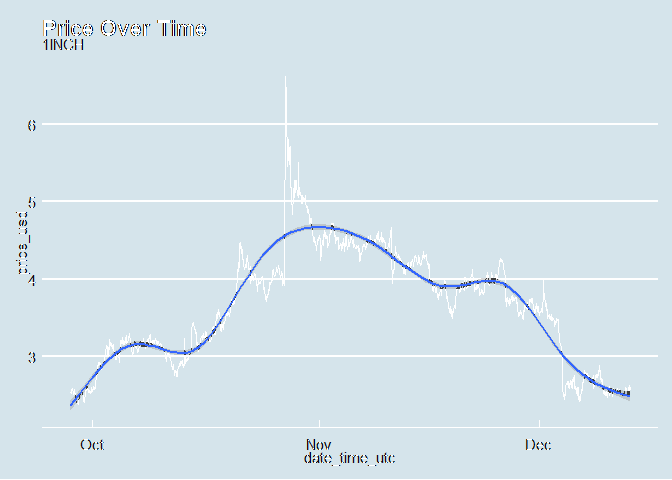 Price Over Time
1INCH
6
5
4
3
price_usd
Oct
Nov
Dec
date_time_utc